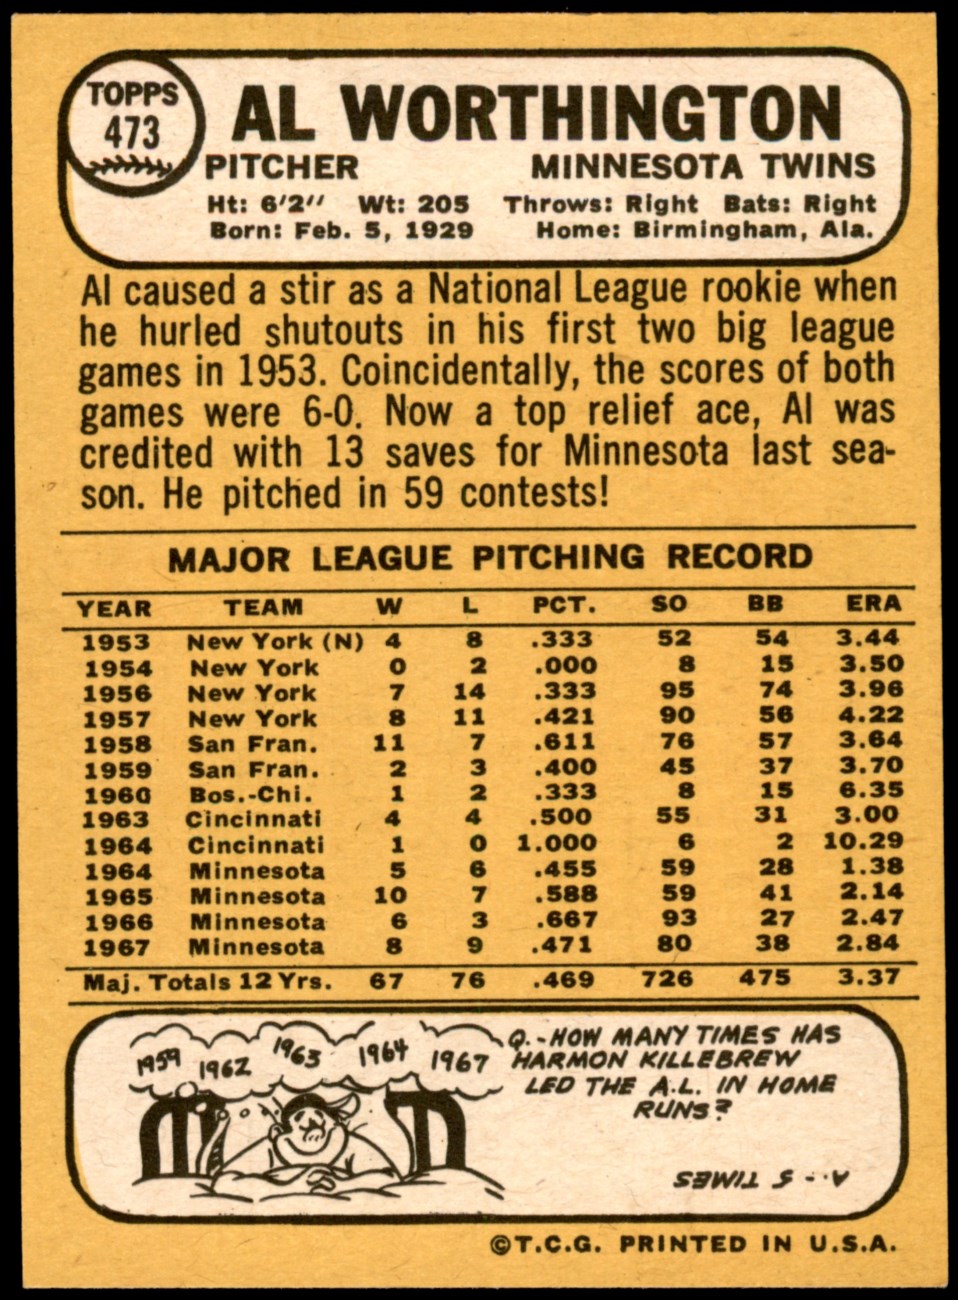 TOPPS
473
AL WORTHINGTON
PITCHER MINNESOTA TWINS
Ht: 6'2" Wt: 205 Throws: Right Bats: Right
Born: Feb. 5, 1929 Home: Birmingham, Ala.
Al caused a stir as a National League rookie when
he hurled shutouts in his first two big league
games in 1953. Coincidentally, the scores of both
games were 6-0. Now a top relief ace, Al was
credited with 13 saves for Minnesota last sea-
son. He pitched in 59 contests!
MAJOR LEAGUE PITCHING RECORD
YEAR TEAM W L PCT. SO BB ERA
1953 New York (N) 4 8 .333 52 54 3.44
1954 New York 0 2 .000 8 15 3.50
1956 New York 7 14 .333 95 74 3.96
1957 New York 8 11 .421 90 56 4.22
1958 San Fran. 11 7 .611 76 57 3.64
1959 San Fran. 2 3 .400 45 37 3.70
1960 Bos.-Chi. 1 2 .333 8 15 6.35
1963 Cincinnati 4 4 .500 55 31 3.00
1964 Cincinnati 1 0 1.000 6 2 10.29
1964 Minnesota 5 6 .455 59 28 1.38
1965 Minnesota 10 7 .588 59 41 2.14
1966 Minnesota 6 3 .667 93 27 2.47
1967 Minnesota 8 9 .471 80 38 2.84
Maj. Totals 12 Yrs. 67 76 .469 726 475 3.37
1959 1962 1963 1964 1967
Q.-HOW MANY TIMES HAS
HARMON KILLEBREW
LED THE A.L. IN HOME
RUNS?
A.-5 TIMES
©T.C.G. PRINTED IN U.S.A.